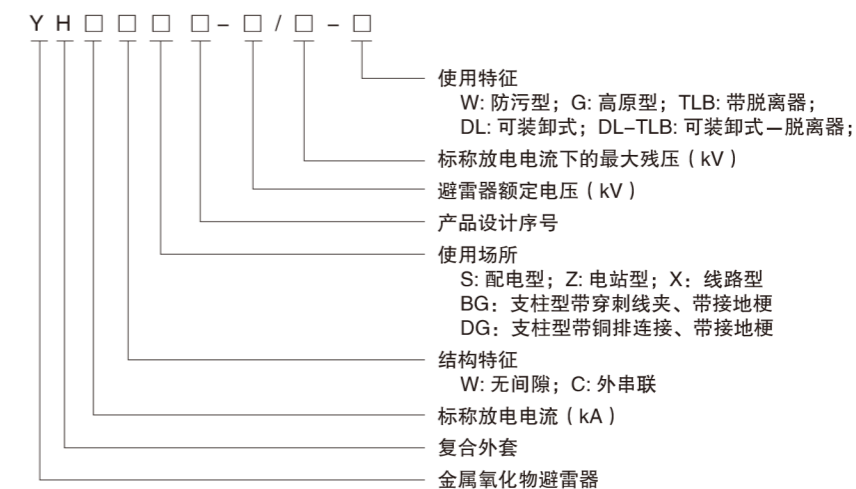 YH□□□□-□/□-□
使用特征
W: 防污型；G: 高原型；TLB: 带脱离器；
DL: 可装卸式；DL-TLB: 可装卸式—脱离器；
标称放电电流下的最大残压（kV）
避雷器额定电压（kV）
产品设计序号
使用场所
S: 配电型；Z: 电站型；X：线路型
BG：支柱型带穿刺线夹、带接地梗
DG：支柱型带铜排连接、带接地梗
结构特征
W: 无间隙；C: 外串联
标称放电电流（kA）
复合外套
金属氧化物避雷器